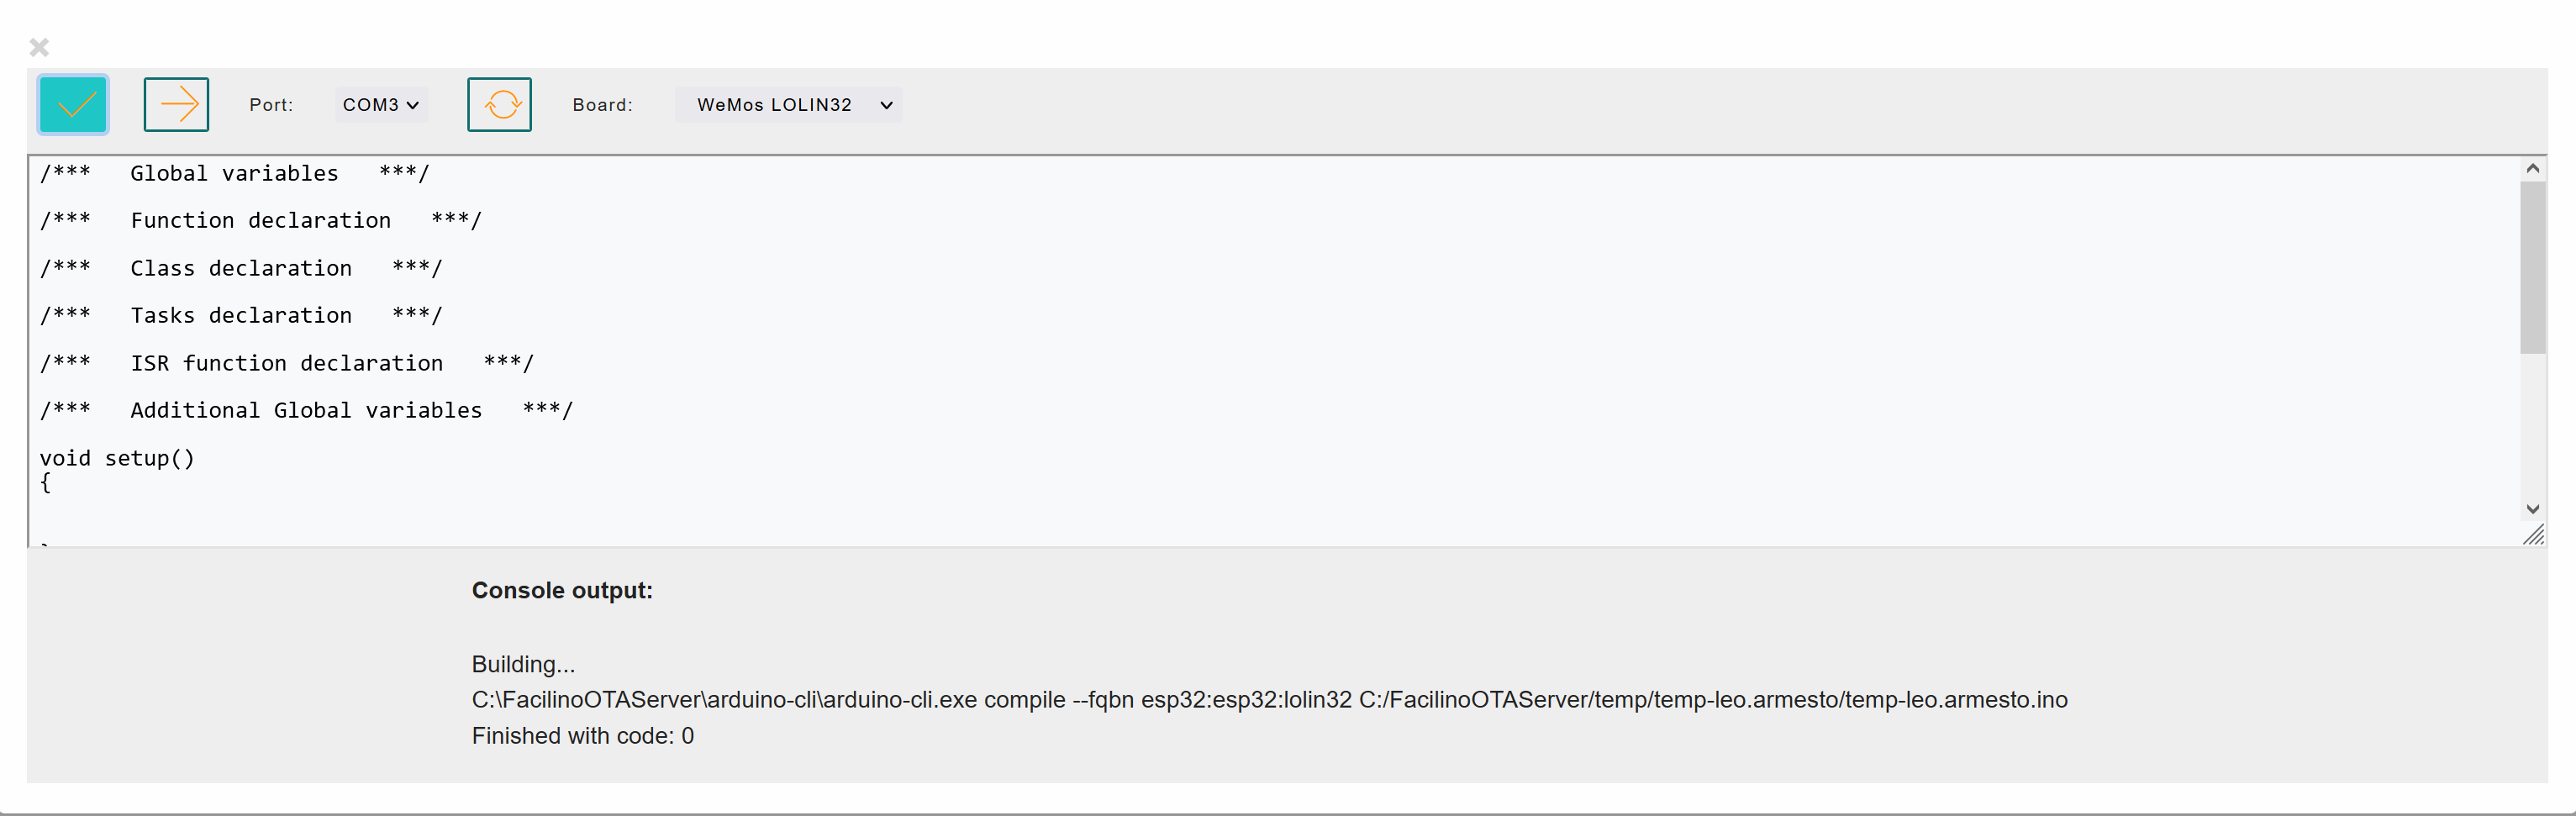 Port: COM3 Board: WeMos LOLIN32
/*** Global variables ***/
/*** Function declaration ***/
/*** Class declaration ***/
/*** Tasks declaration ***/
/*** ISR function declaration ***/
/*** Additional Global variables ***/
void setup()
{
Console output:
Building...
C:\FacilinoOTAServer\arduino-cli\arduino-cli.exe compile --fqbn esp32:esp32:lolin32 C:/FacilinoOTAServer/temp/temp-leo.armesto/temp-leo.armesto.ino
Finished with code: 0